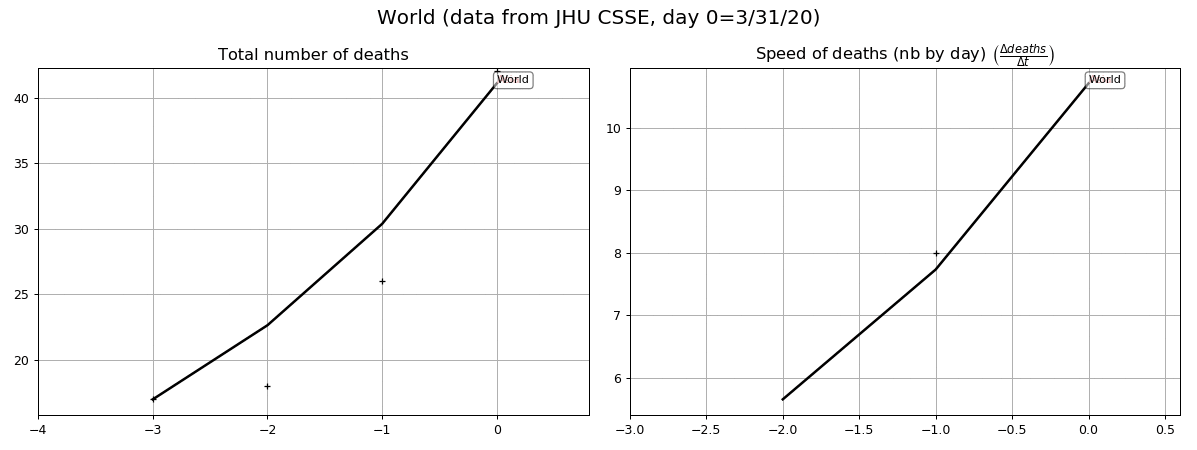 World (data from JHU CSSE, day 0=3/31/20)
Total number of deaths
40
35
30
25
20
−4 −3 −2 −1 0
World
Speed of deaths (nb by day) (Δdeaths/Δt)
10
9
8
7
6
−3.0 −2.5 −2.0 −1.5 −1.0 −0.5 0.0 0.5
World